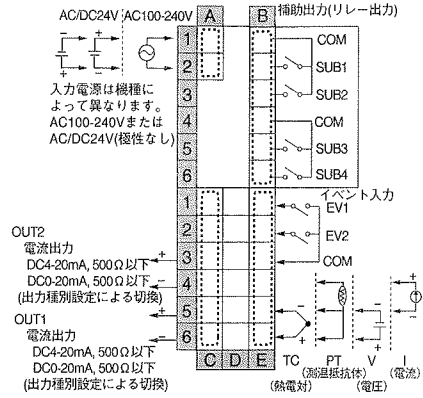 AC/DC24V
AC100-240V
A
B
補助出力(リレー出力)
+
-
-
+
1
2
3
4
5
6
COM
SUB1
SUB2
COM
SUB3
SUB4
入力電源は機種に
よって異なります。
AC100-240Vまたは
AC/DC24V(極性なし)
イベント入力
1
2
3
4
5
6
EV1
EV2
COM
OUT2
電流出力
DC4-20mA, 500Ω以下
DC0-20mA, 500Ω以下
(出力種別設定による切換)
+
-
OUT1
電流出力
DC4-20mA, 500Ω以下
DC0-20mA, 500Ω以下
(出力種別設定による切換)
+
-
-
+
-
+
-
+
C
D
E
TC
(熱電対)
PT
(測温抵抗体)
V
(電圧)
I
(電流)